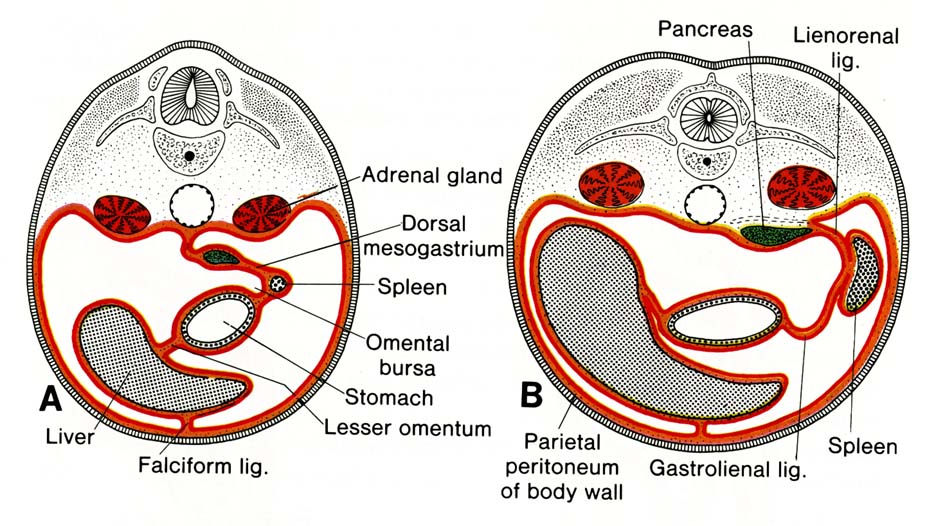 Adrenal gland
Dorsal
mesogastrium
Spleen
Omental
bursa
Stomach
Lesser omentum
A
Liver
Falciform lig.
Pancreas
Lienorenal
lig.
B
Parietal
peritoneum
of body wall
Gastrolienal lig.
Spleen